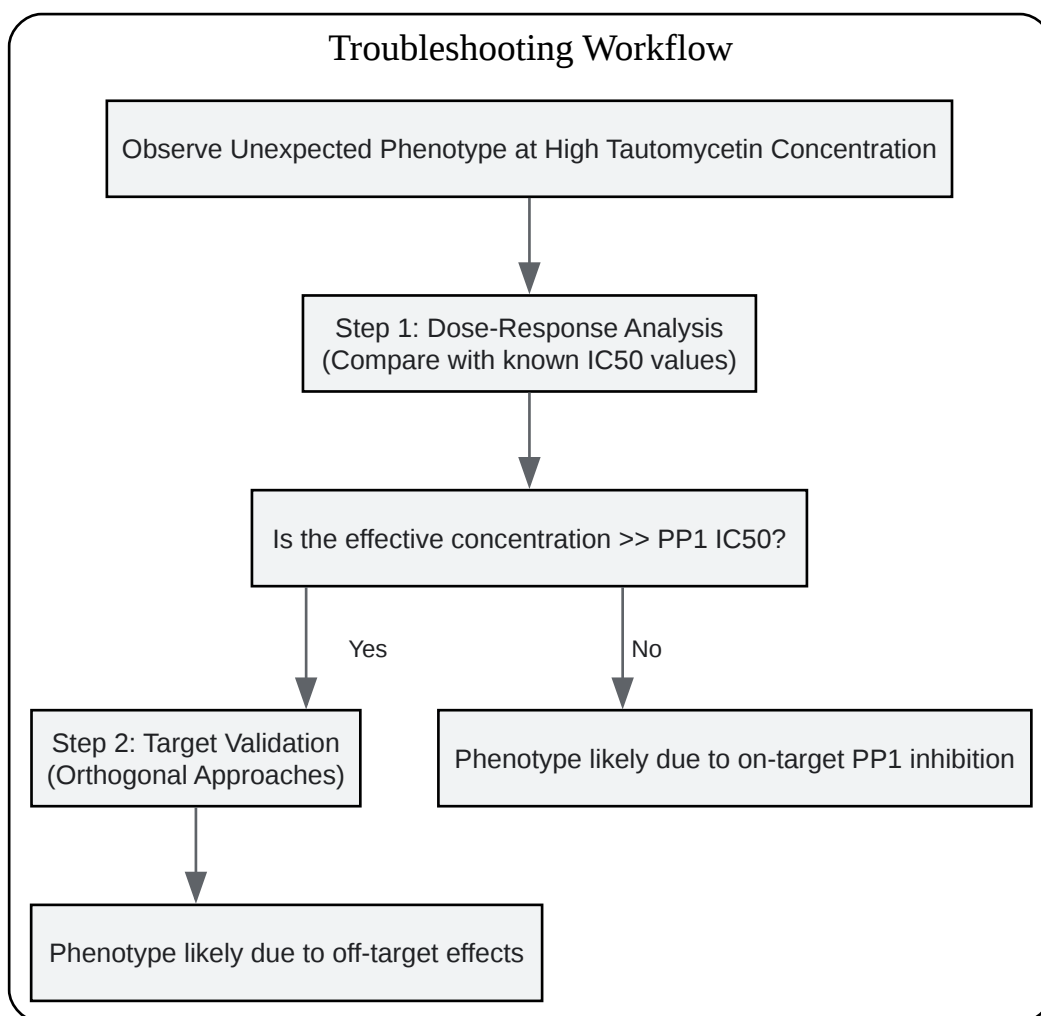 Troubleshooting Workflow
Observe Unexpected Phenotype at High Tautomycetin Concentration
Step 1: Dose-Response Analysis
(Compare with known IC50 values)
Is the effective concentration >> PP1 IC50?
Yes
No
Step 2: Target Validation
(Orthogonal Approaches)
Phenotype likely due to on-target PP1 inhibition
Phenotype likely due to off-target effects